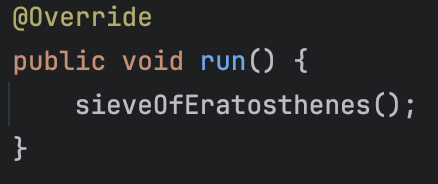 @Override
public void run() {
    sieveOfEratosthenes();
}